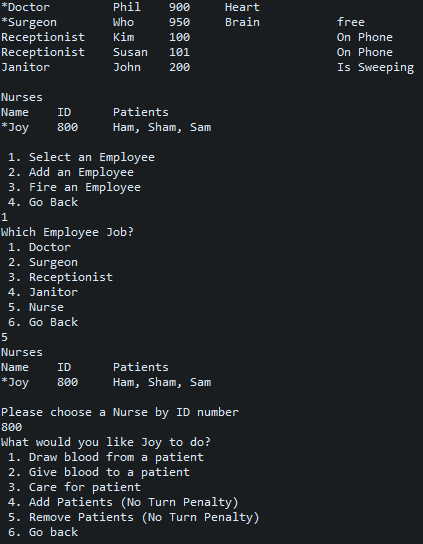 *Doctor Phil 900 Heart
*Surgeon Who 950 Brain free
Receptionist Kim 100 On Phone
Receptionist Susan 101 On Phone
Janitor John 200 Is Sweeping
Nurses
Name ID Patients
*Joy 800 Ham, Sham, Sam
1. Select an Employee
2. Add an Employee
3. Fire an Employee
4. Go Back
1
Which Employee Job?
1. Doctor
2. Surgeon
3. Receptionist
4. Janitor
5. Nurse
6. Go Back
5
Nurses
Name ID Patients
*Joy 800 Ham, Sham, Sam
Please choose a Nurse by ID number
800
What would you like Joy to do?
1. Draw blood from a patient
2. Give blood to a patient
3. Care for patient
4. Add Patients (No Turn Penalty)
5. Remove Patients (No Turn Penalty)
6. Go back